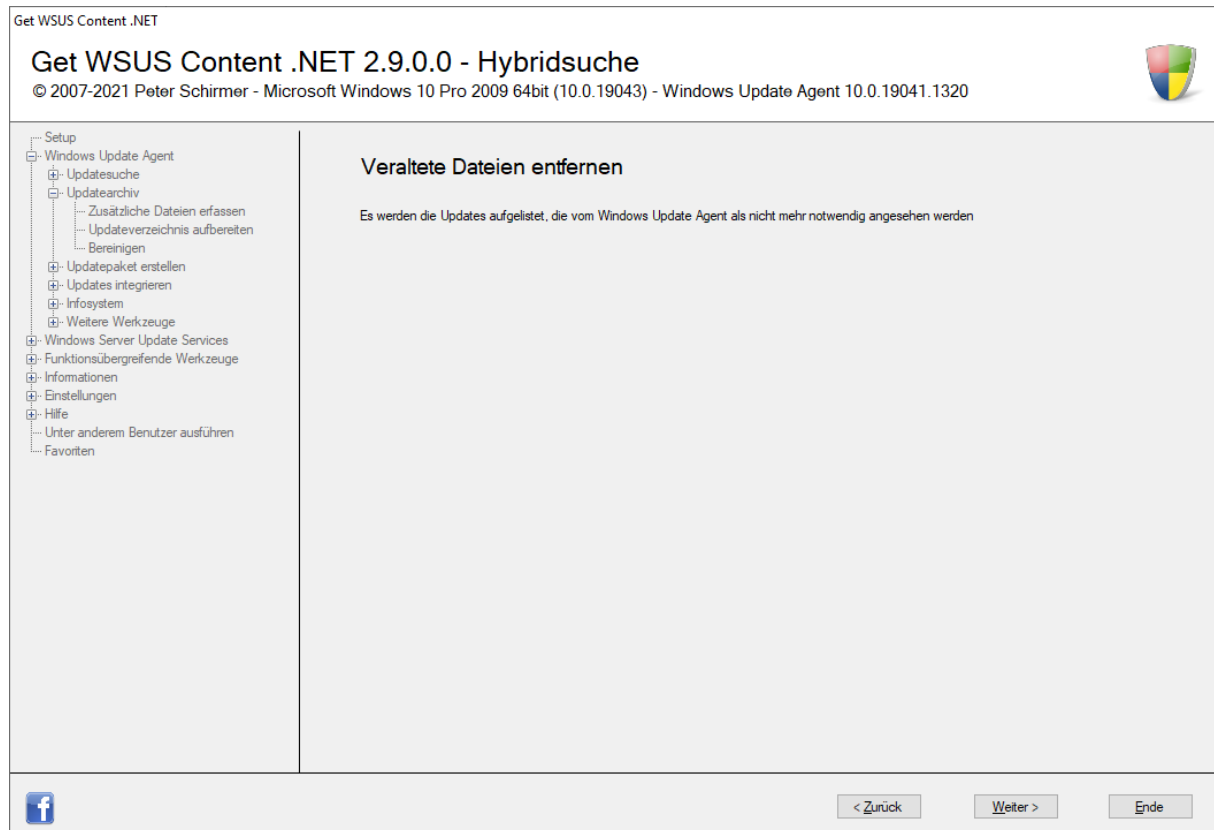 Get WSUS Content .NET
Get WSUS Content .NET 2.9.0.0 - Hybridsuche
© 2007-2021 Peter Schirmer - Microsoft Windows 10 Pro 2009 64bit (10.0.19043) - Windows Update Agent 10.0.19041.1320
Setup
Windows Update Agent
Updatesuche
Updatearchiv
Zusätzliche Dateien erfassen
Updateverzeichnis aufbereiten
Bereinigen
Updatepaket erstellen
Updates integrieren
Infosystem
Weitere Werkzeuge
Windows Server Update Services
Funktionsübergreifende Werkzeuge
Informationen
Einstellungen
Hilfe
Unter anderem Benutzer ausführen
Favoriten
Veraltete Dateien entfernen
Es werden die Updates aufgelistet, die vom Windows Update Agent als nicht mehr notwendig angesehen werden
f
< Zurück
Weiter >
Ende